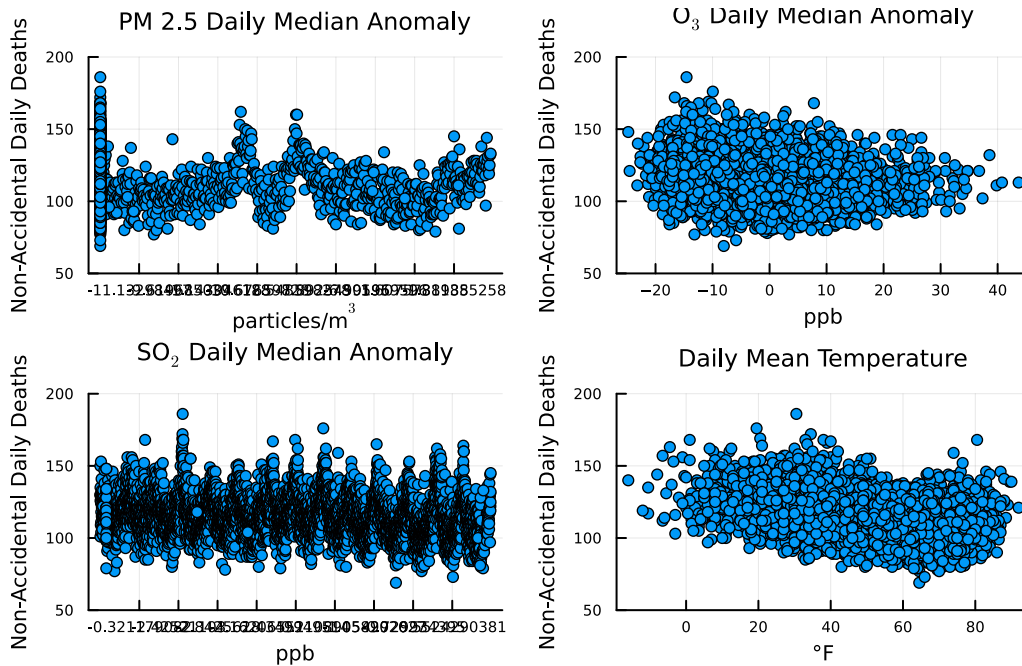 PM 2.5 Daily Median Anomaly
Non-Accidental Daily Deaths
200
150
100
50
particles/m³
O₃ Daily Median Anomaly
Non-Accidental Daily Deaths
200
150
100
50
−20 −10 0 10 20 30 40
ppb
SO₂ Daily Median Anomaly
Non-Accidental Daily Deaths
200
150
100
50
ppb
Daily Mean Temperature
Non-Accidental Daily Deaths
200
150
100
50
0 20 40 60 80
°F